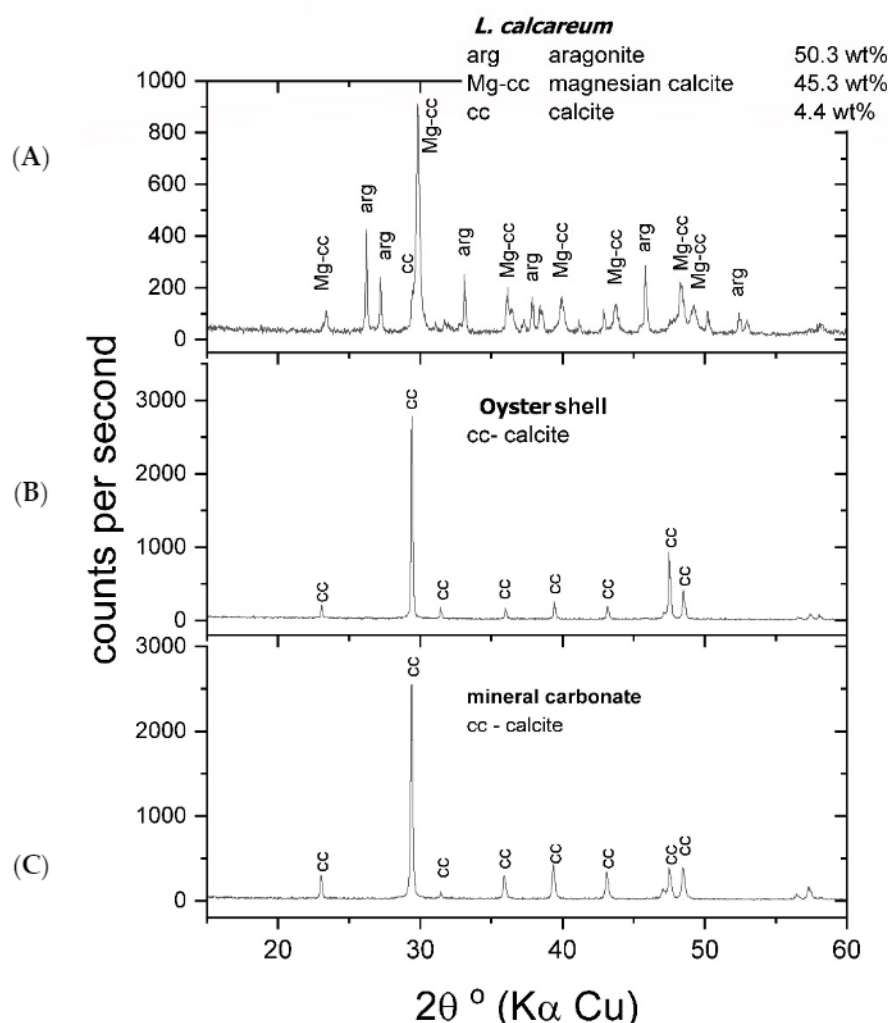 L. calcareum
arg aragonite 50.3 wt%
Mg-cc magnesian calcite 45.3 wt%
cc calcite 4.4 wt%
(A)
1000
800
600
400
200
0
Mg-cc
arg
arg
cc
Mg-cc
arg
Mg-cc
arg
Mg-cc
Mg-cc
arg
Mg-cc
Mg-cc
arg
counts per second
(B)
3000
2000
1000
0
Oyster shell
cc- calcite
cc
cc
cc
cc
cc
cc
cc
cc
(C)
3000
2000
1000
0
mineral carbonate
cc - calcite
cc
cc
cc
cc
cc
cc
cc
cc
20 30 40 50 60
2θ ° (Kα Cu)